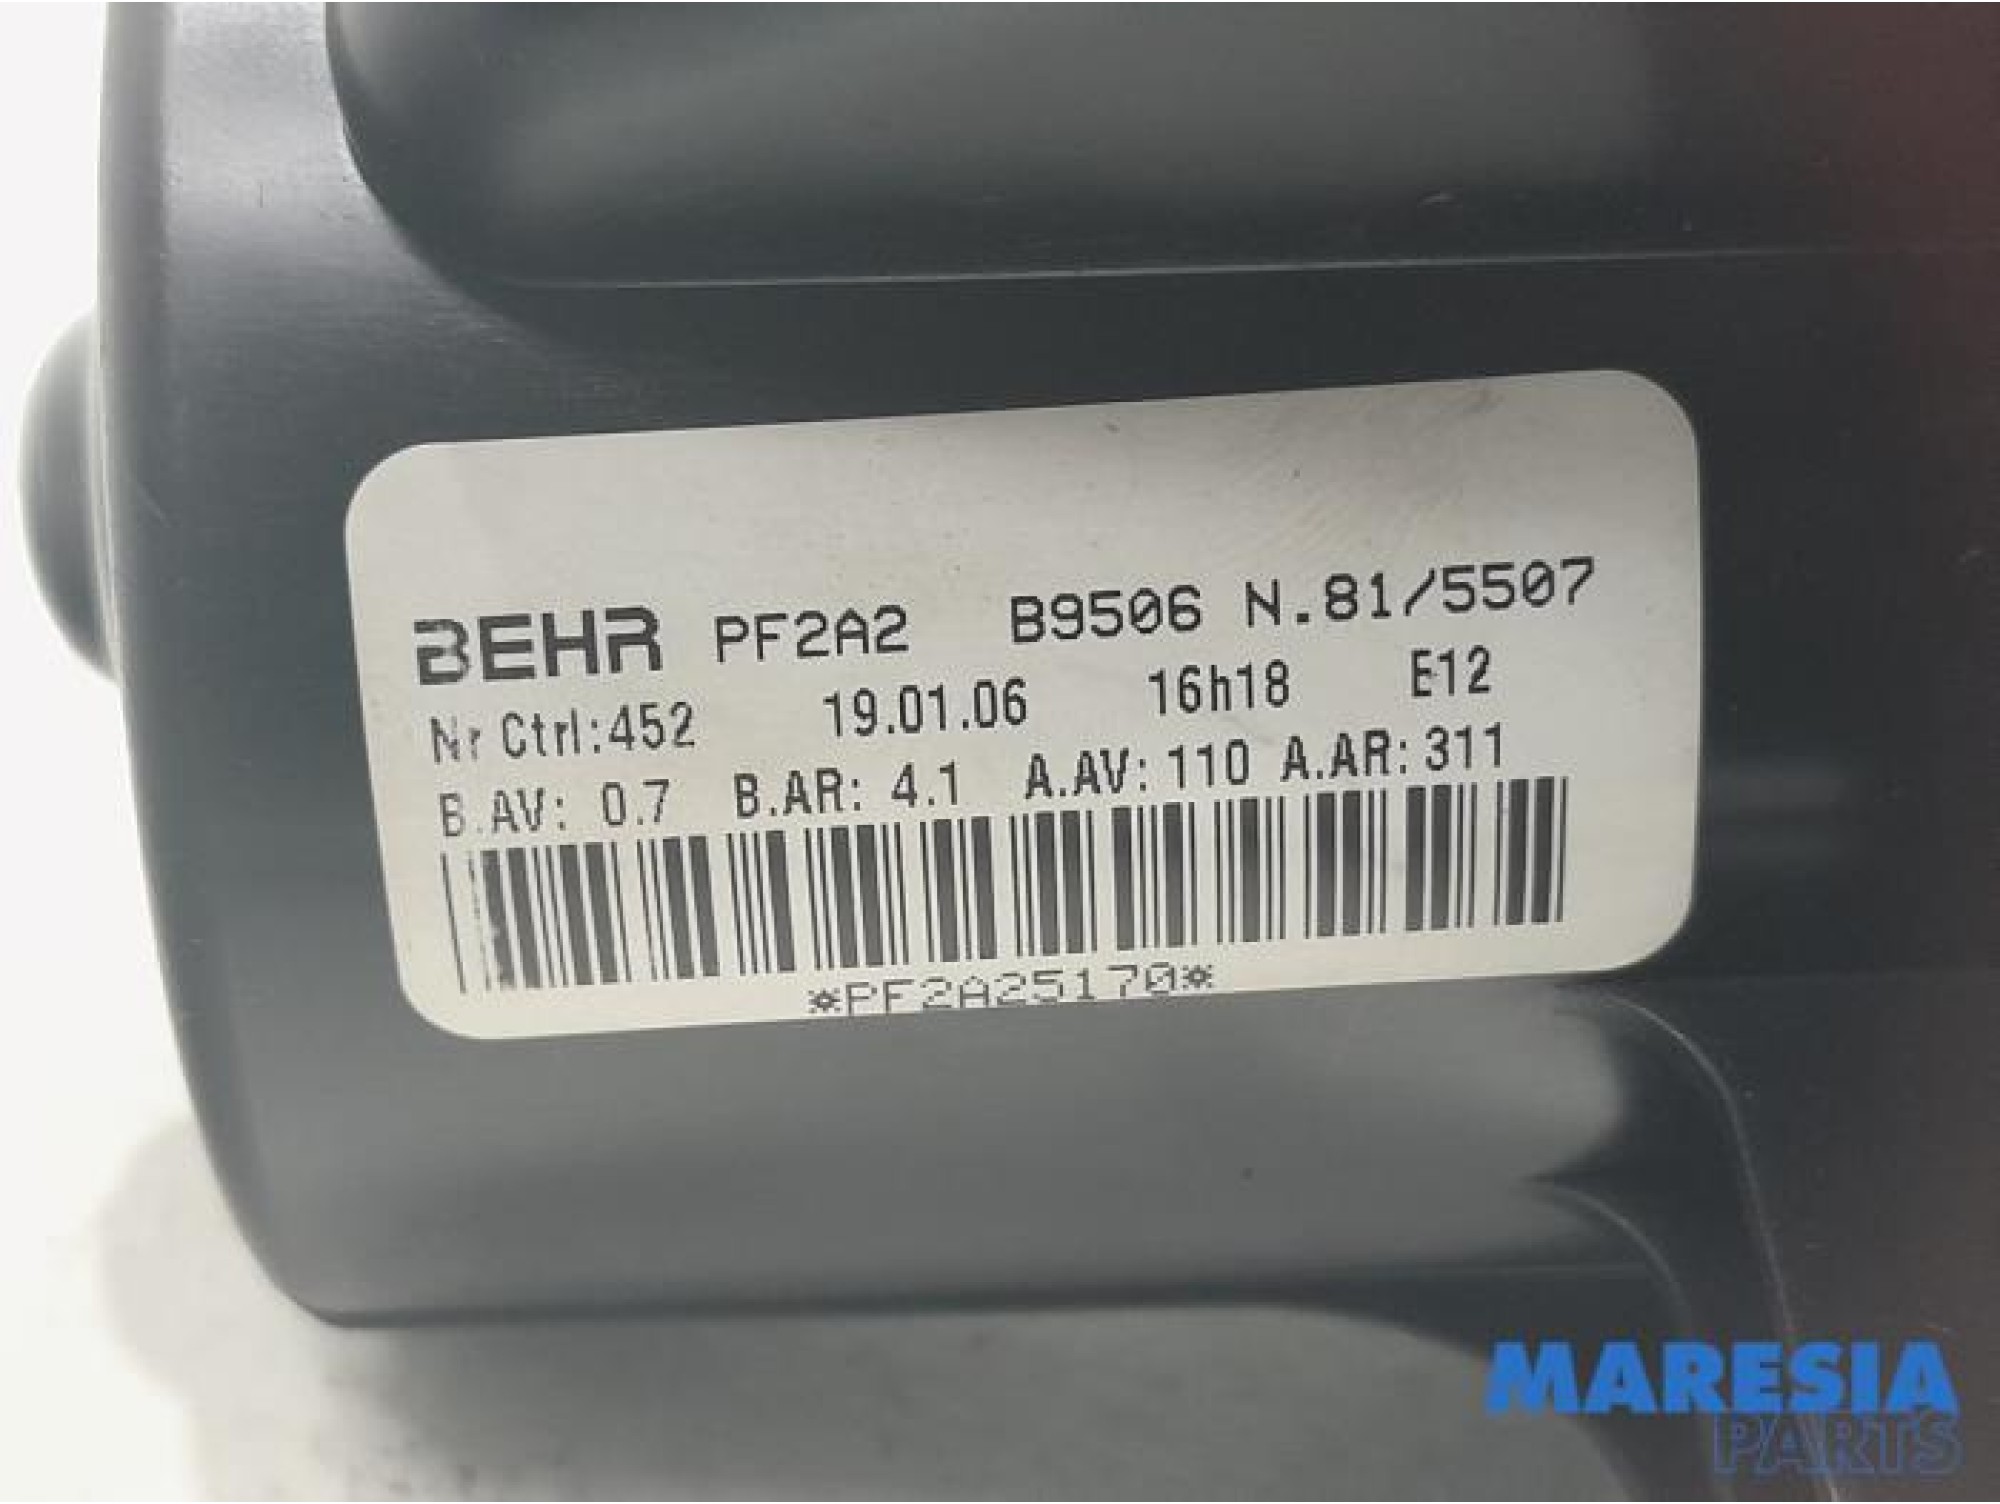 BEHR PF2A2 B9506 N.81/5507
Nr Ctrl:452 19.01.06 16h18 E12
B.AV: 0.7 B.AR: 4.1 A.AV: 110 A.AR: 311
*PF2A25170*
MARESIA
PARTS